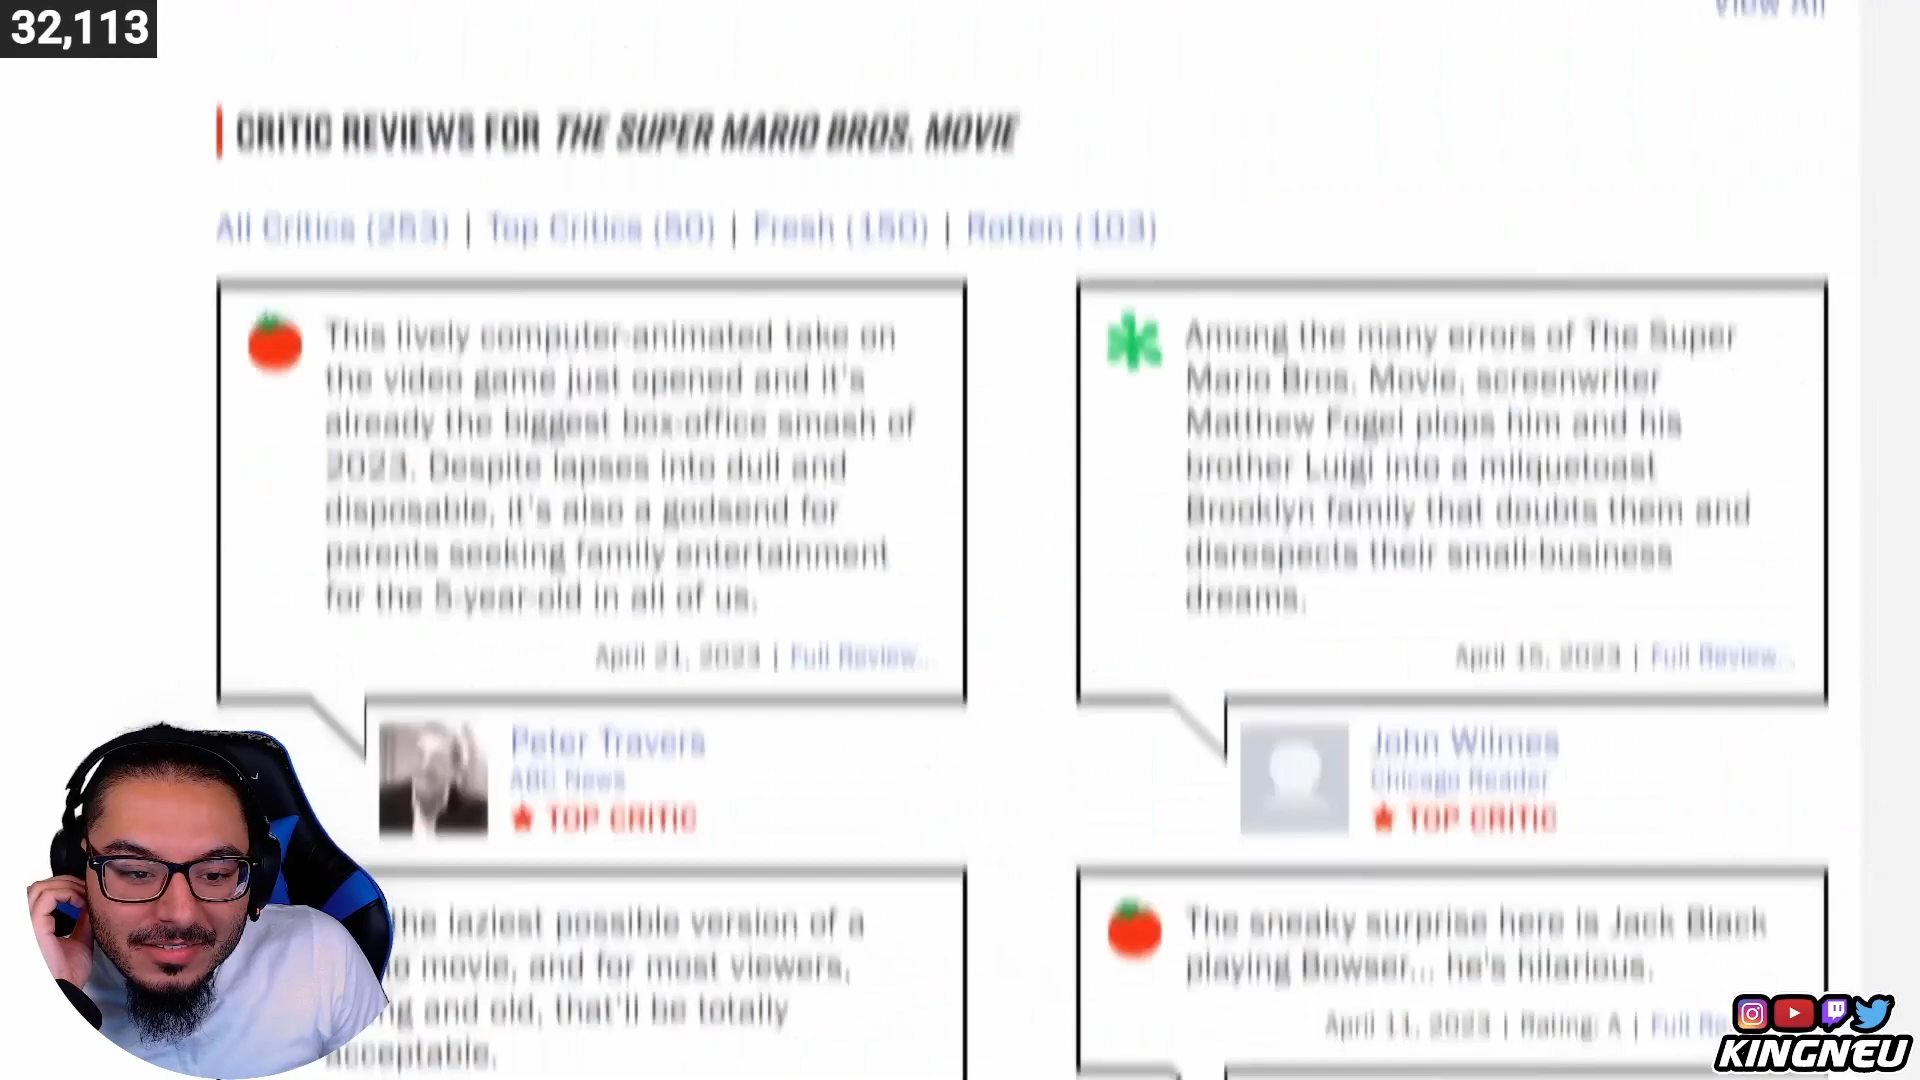 32,113
View All
CRITIC REVIEWS FOR THE SUPER MARIO BROS. MOVIE
All Critics (253) | Top Critics (50) | Fresh (150) | Rotten (103)
This lively computer-animated take on
the video game just opened and it's
already the biggest box-office smash of
2023. Despite lapses into dull and
disposable, it's also a godsend for
parents seeking family entertainment
for the 5-year-old in all of us.
April 21, 2023 | Full Review...
Peter Travers
ABC News
TOP CRITIC
Among the many errors of The Super
Mario Bros. Movie, screenwriter
Matthew Fogel plops him and his
brother Luigi into a milquetoast
Brooklyn family that doubts them and
disrespects their small-business
dreams.
April 15, 2023 | Full Review...
John Wilmes
Chicago Reader
TOP CRITIC
he laziest possible version of a
o movie, and for most viewers,
ng and old, that'll be totally
acceptable.
The sneaky surprise here is Jack Black
playing Bowser... he's hilarious.
April 11, 2023 | Rating: A | Full Re
KINGNEU